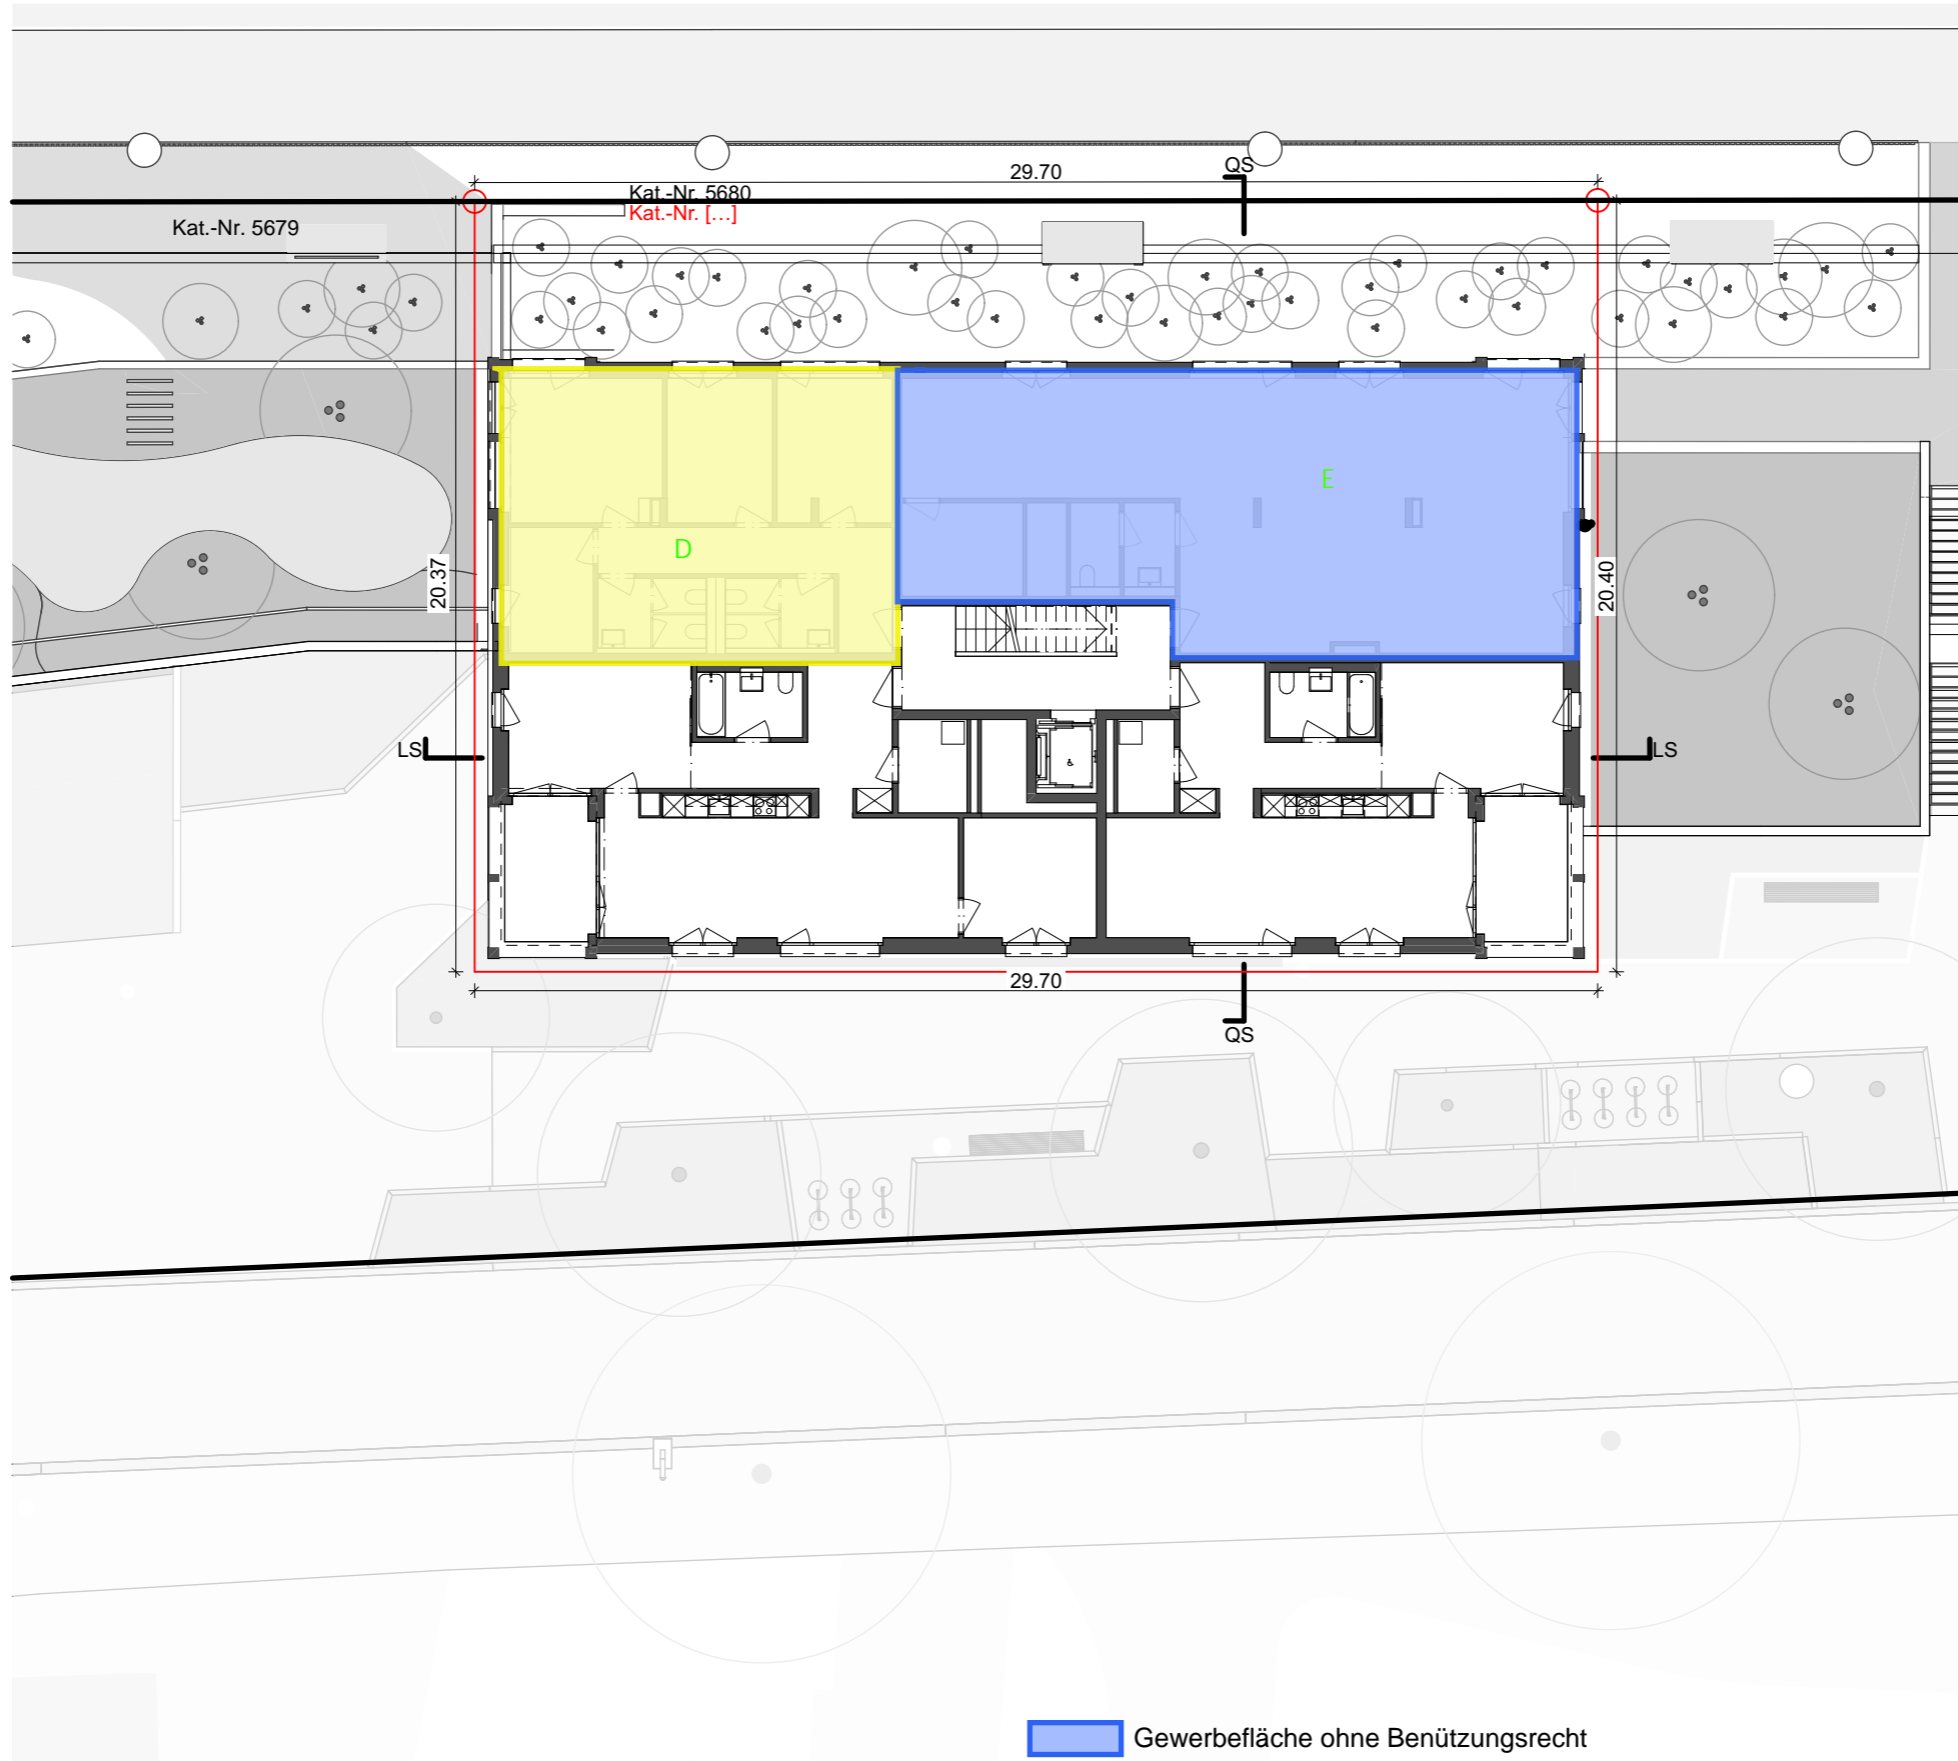 29.70
QS
Kat.-Nr. 5680
Kat.-Nr. [...]
Kat.-Nr. 5679
E
D
20.37
20.40
LS
LS
29.70
QS
Gewerbefläche ohne Benützungsrecht